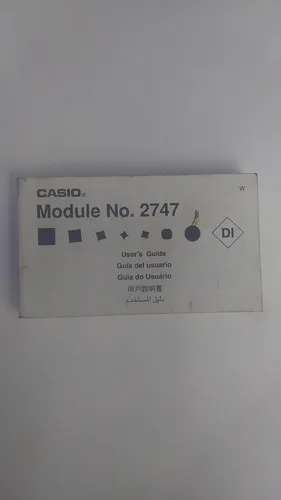 CASIO®
W
Module No. 2747
DI
User's Guide
Guía del usuario
Guia do Usuário
用戶說明書
دليل المستخدم